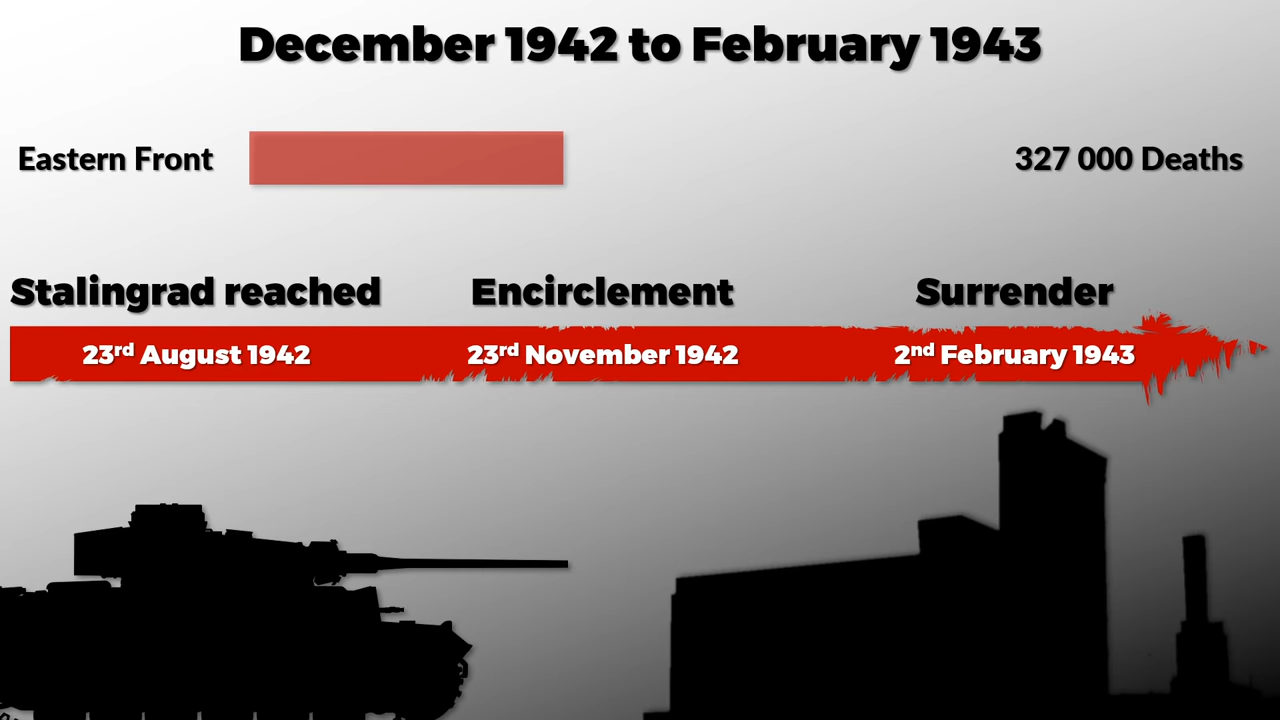 December 1942 to February 1943
Eastern Front 327 000 Deaths
Stalingrad reached Encirclement Surrender
23rd August 1942 23rd November 1942 2nd February 1943